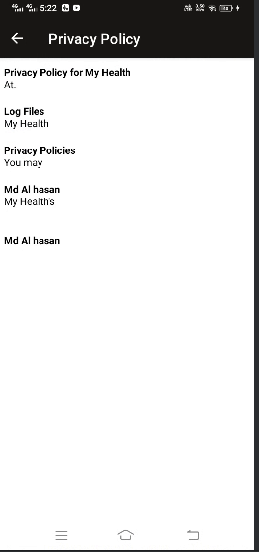 5:22
Privacy Policy
Privacy Policy for My Health
At.
Log Files
My Health
Privacy Policies
You may
Md Al hasan
My Health's
Md Al hasan